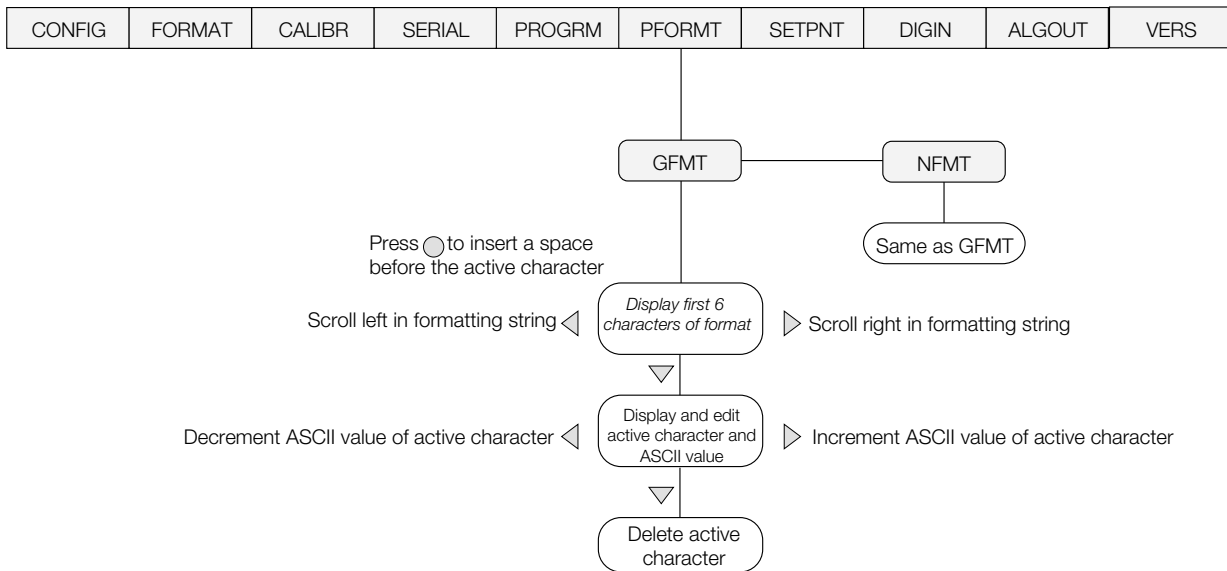 CONFIG FORMAT CALIBR SERIAL PROGRM PFORMT SETPNT DIGIN ALGOUT VERS
GFMT NFMT
Same as GFMT
Press to insert a space
before the active character
Display first 6
characters of format
Scroll left in formatting string
Scroll right in formatting string
Display and edit
active character and
ASCII value
Decrement ASCII value of active character
Increment ASCII value of active character
Delete active
character